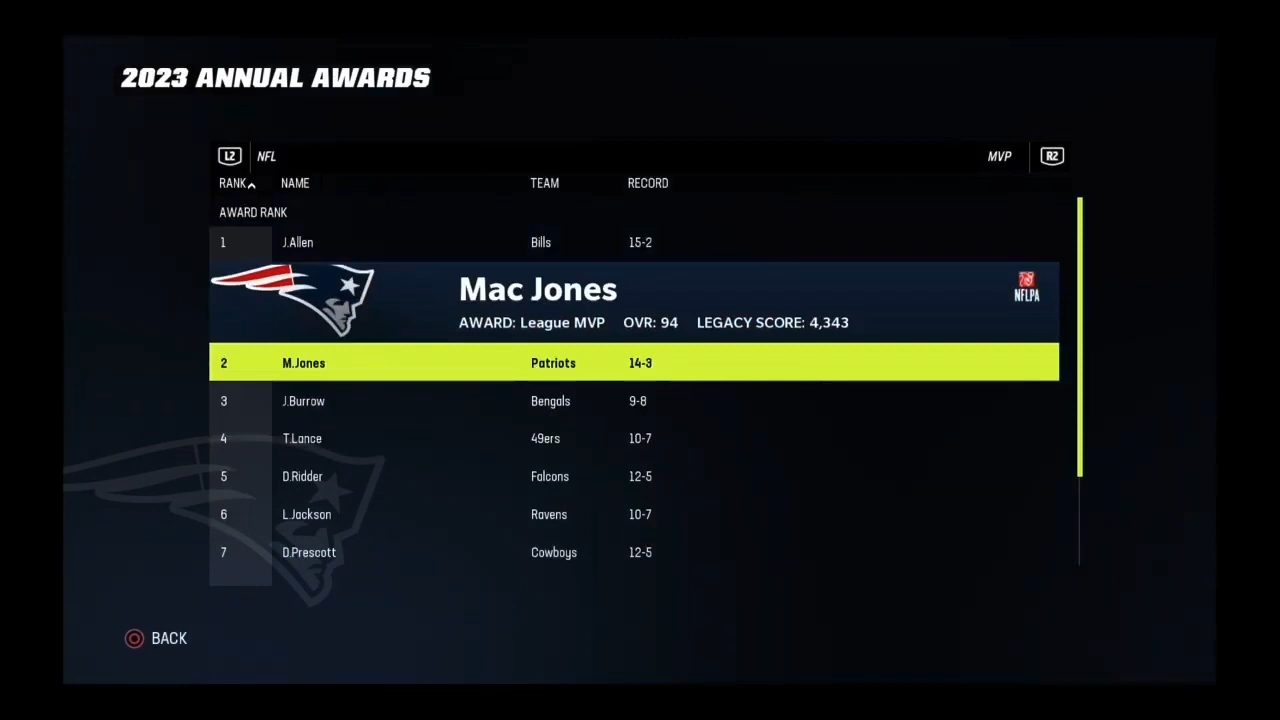 2023 ANNUAL AWARDS
L2 NFL MVP R2
RANK NAME TEAM RECORD
AWARD RANK
1 J.Allen Bills 15-2
Mac Jones
NFLPA
AWARD: League MVP OVR: 94 LEGACY SCORE: 4,343
2 M.Jones Patriots 14-3
3 J.Burrow Bengals 9-8
4 T.Lance 49ers 10-7
5 D.Ridder Falcons 12-5
6 L.Jackson Ravens 10-7
7 D.Prescott Cowboys 12-5
BACK